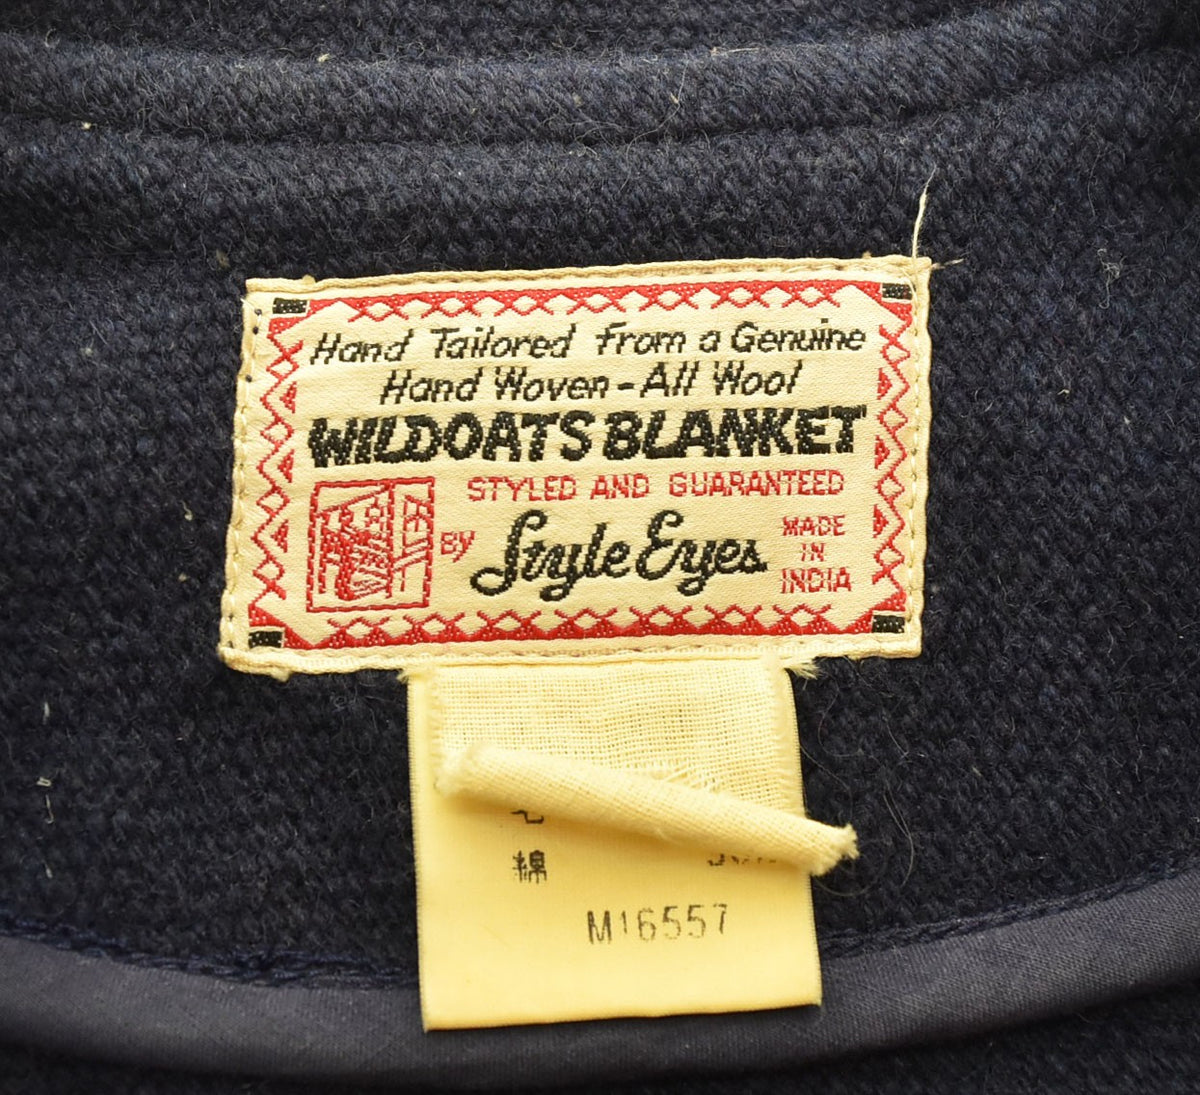 Hand Tailored from a Genuine
Hand Woven - All Wool
WILDOATS BLANKET
STYLED AND GUARANTEED
BY Style Eyes
MADE
IN
INDIA
毛
綿
M16557